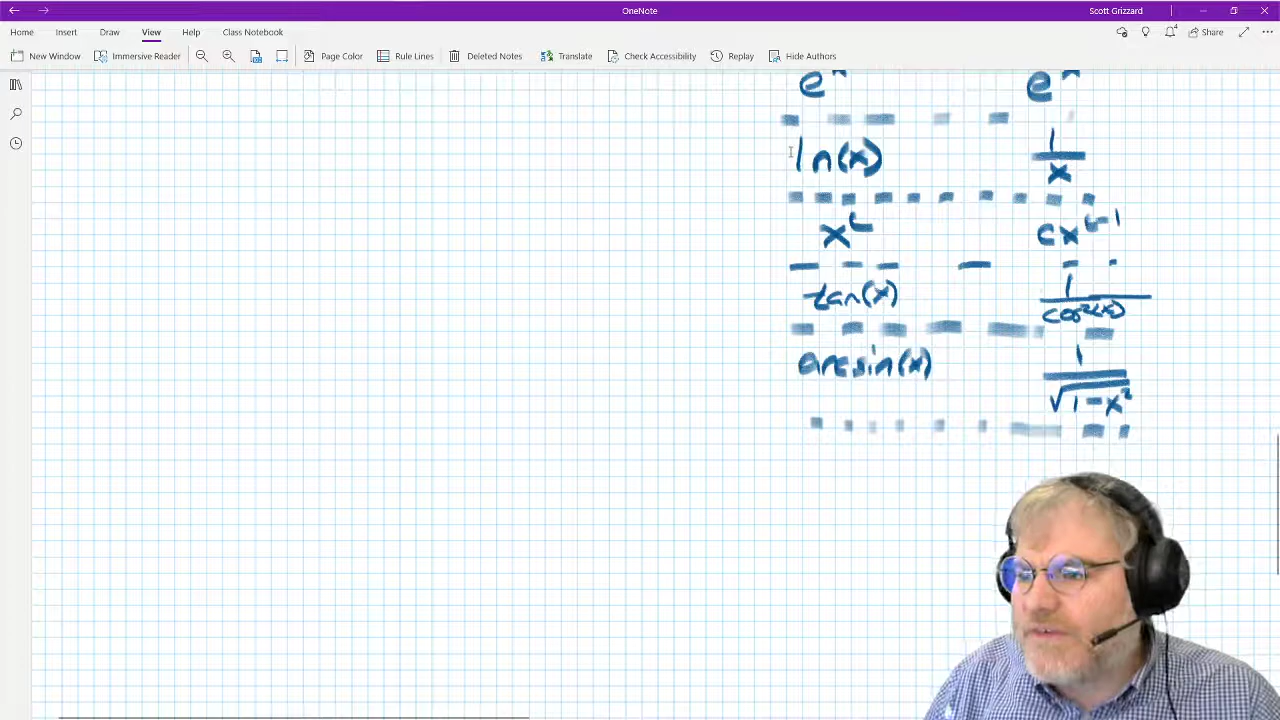 OneNote
Scott Grizzard
Home Insert Draw View Help Class Notebook
Share
New Window Immersive Reader Page Color Rule Lines Deleted Notes Translate Check Accessibility Replay Hide Authors
e^x e^x
ln(x) 1/x
x^c cx^c-1
tan(x) 1/cos²(x)
arcsin(x) 1/√1-x²